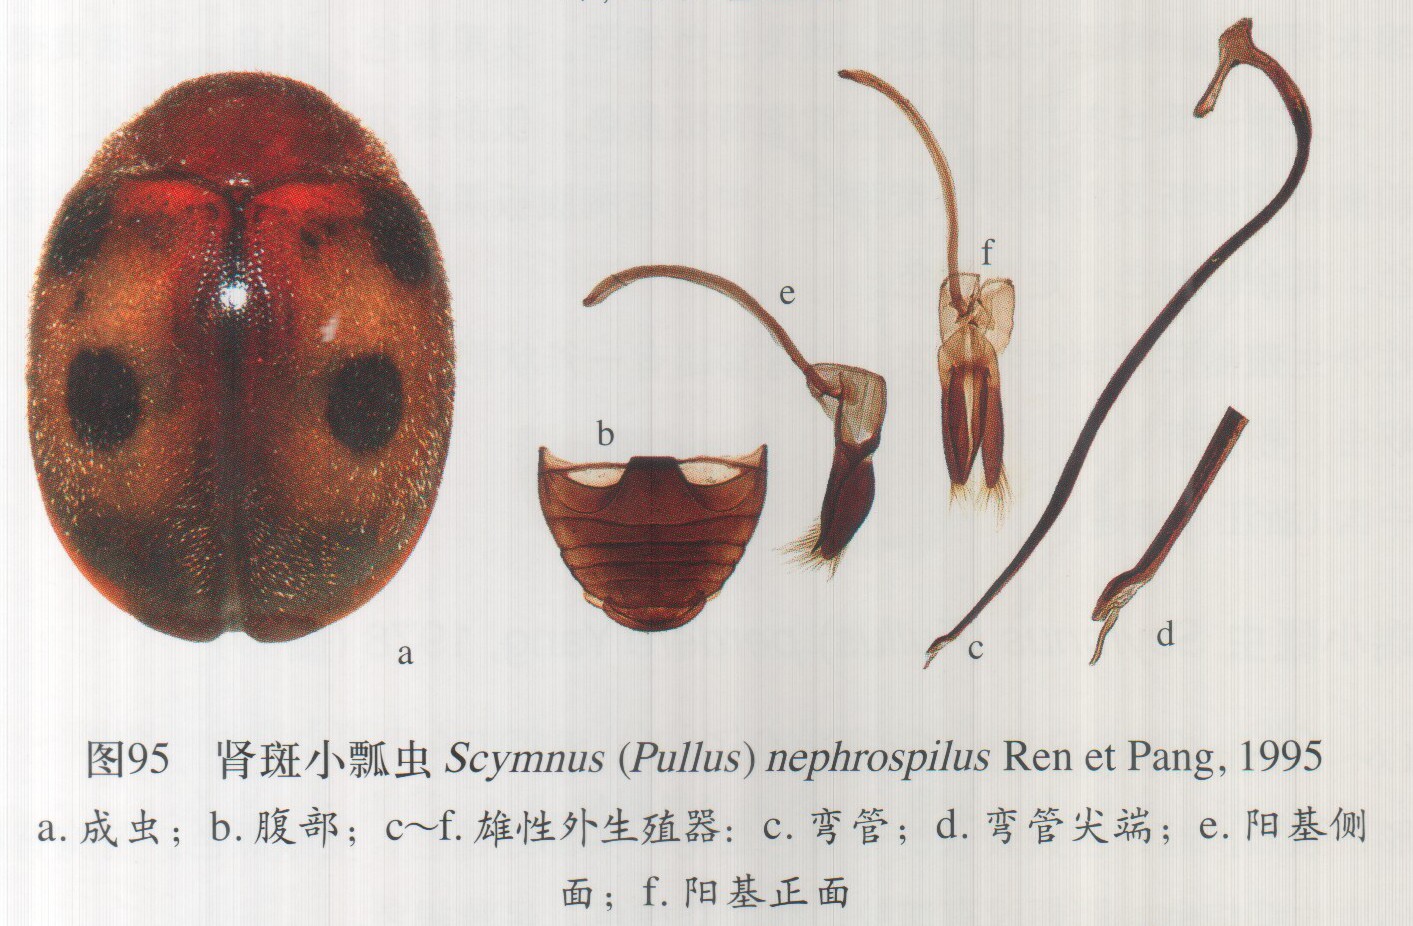 f
e
b
d
c
a
图95 肾斑小瓢虫 Scymnus (Pullus) nephrospilus Ren et Pang, 1995
a. 成虫；b. 腹部；c～f. 雄性外生殖器：c. 弯管；d. 弯管尖端；e. 阳基侧
面；f. 阳基正面